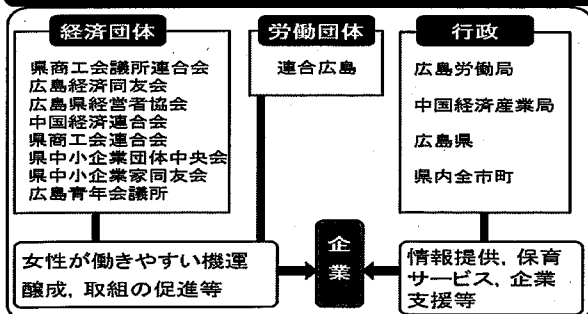 経済団体
県商工会議所連合会
広島経済同友会
広島県経営者協会
中国経済連合会
県商工会連合会
県中小企業団体中央会
県中小企業家同友会
広島青年会議所
労働団体
連合広島
行政
広島労働局
中国経済産業局
広島県
県内全市町
女性が働きやすい機運
醸成，取組の促進等
企業
情報提供，保育
サービス，企業
支援等